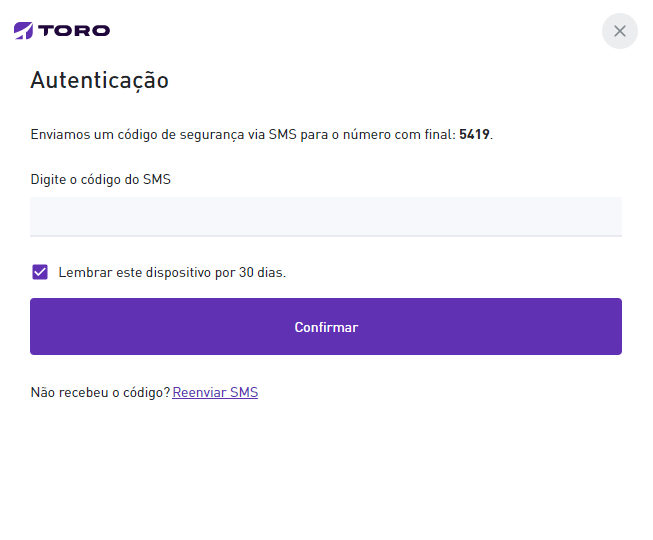 TORO
Autenticação
Enviamos um código de segurança via SMS para o número com final: 5419.
Digite o código do SMS
Lembrar este dispositivo por 30 dias.
Confirmar
Não recebeu o código? Reenviar SMS